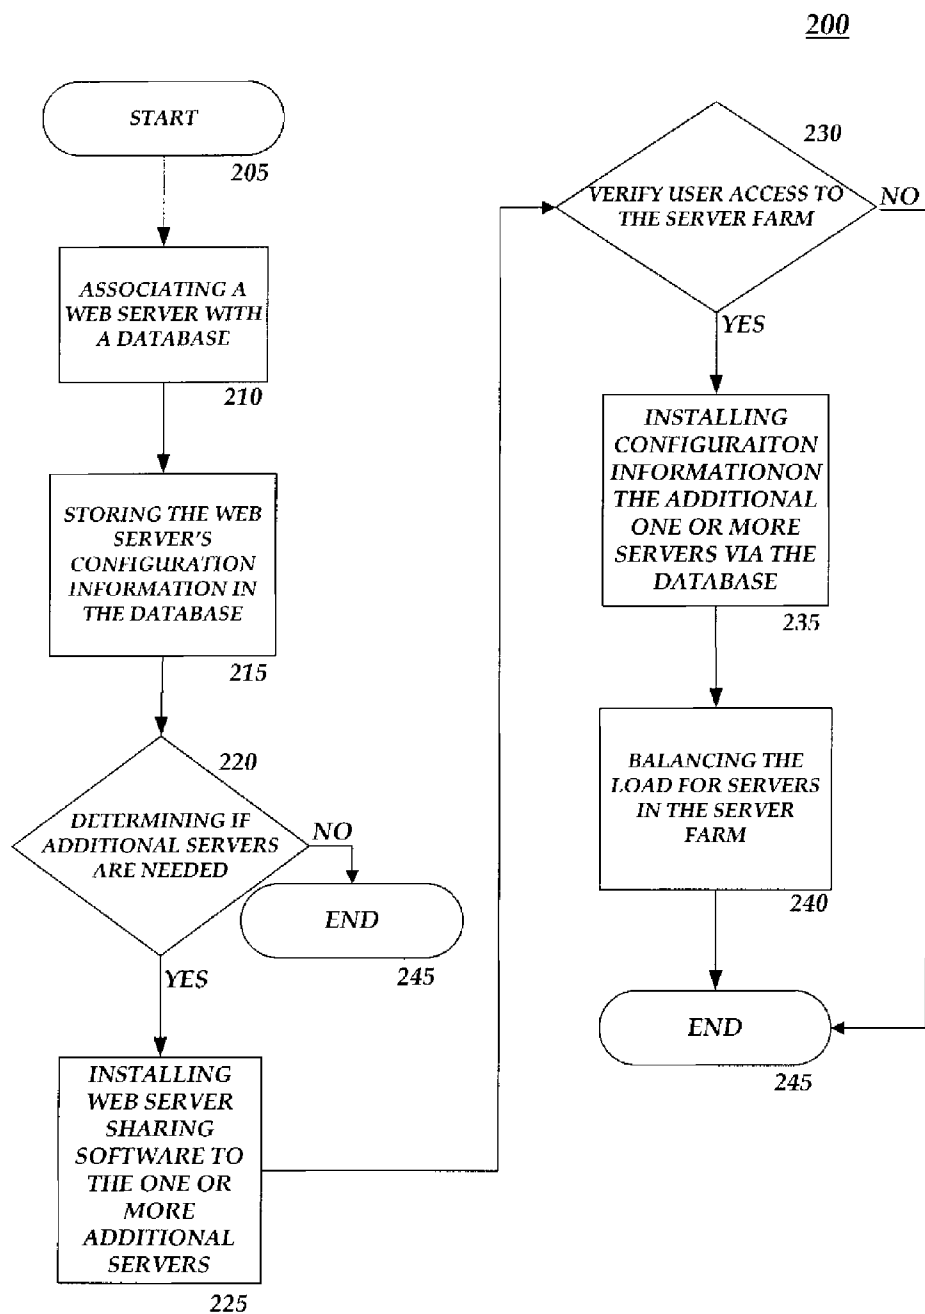 200
START
205
ASSOCIATING A
WEB SERVER WITH
A DATABASE
210
STORING THE WEB
SERVER'S
CONFIGURATION
INFORMATION IN
THE DATABASE
215
220
DETERMINING IF
ADDITIONAL SERVERS
ARE NEEDED
NO
END
245
YES
INSTALLING
WEB SERVER
SHARING
SOFTWARE TO
THE ONE OR
MORE
ADDITIONAL
SERVERS
225
230
VERIFY USER ACCESS TO
THE SERVER FARM
NO
YES
INSTALLING
CONFIGURAITON
INFORMATIONON
THE ADDITIONAL
ONE OR MORE
SERVERS VIA THE
DATABASE
235
BALANCING THE
LOAD FOR SERVERS
IN THE SERVER
FARM
240
END
245